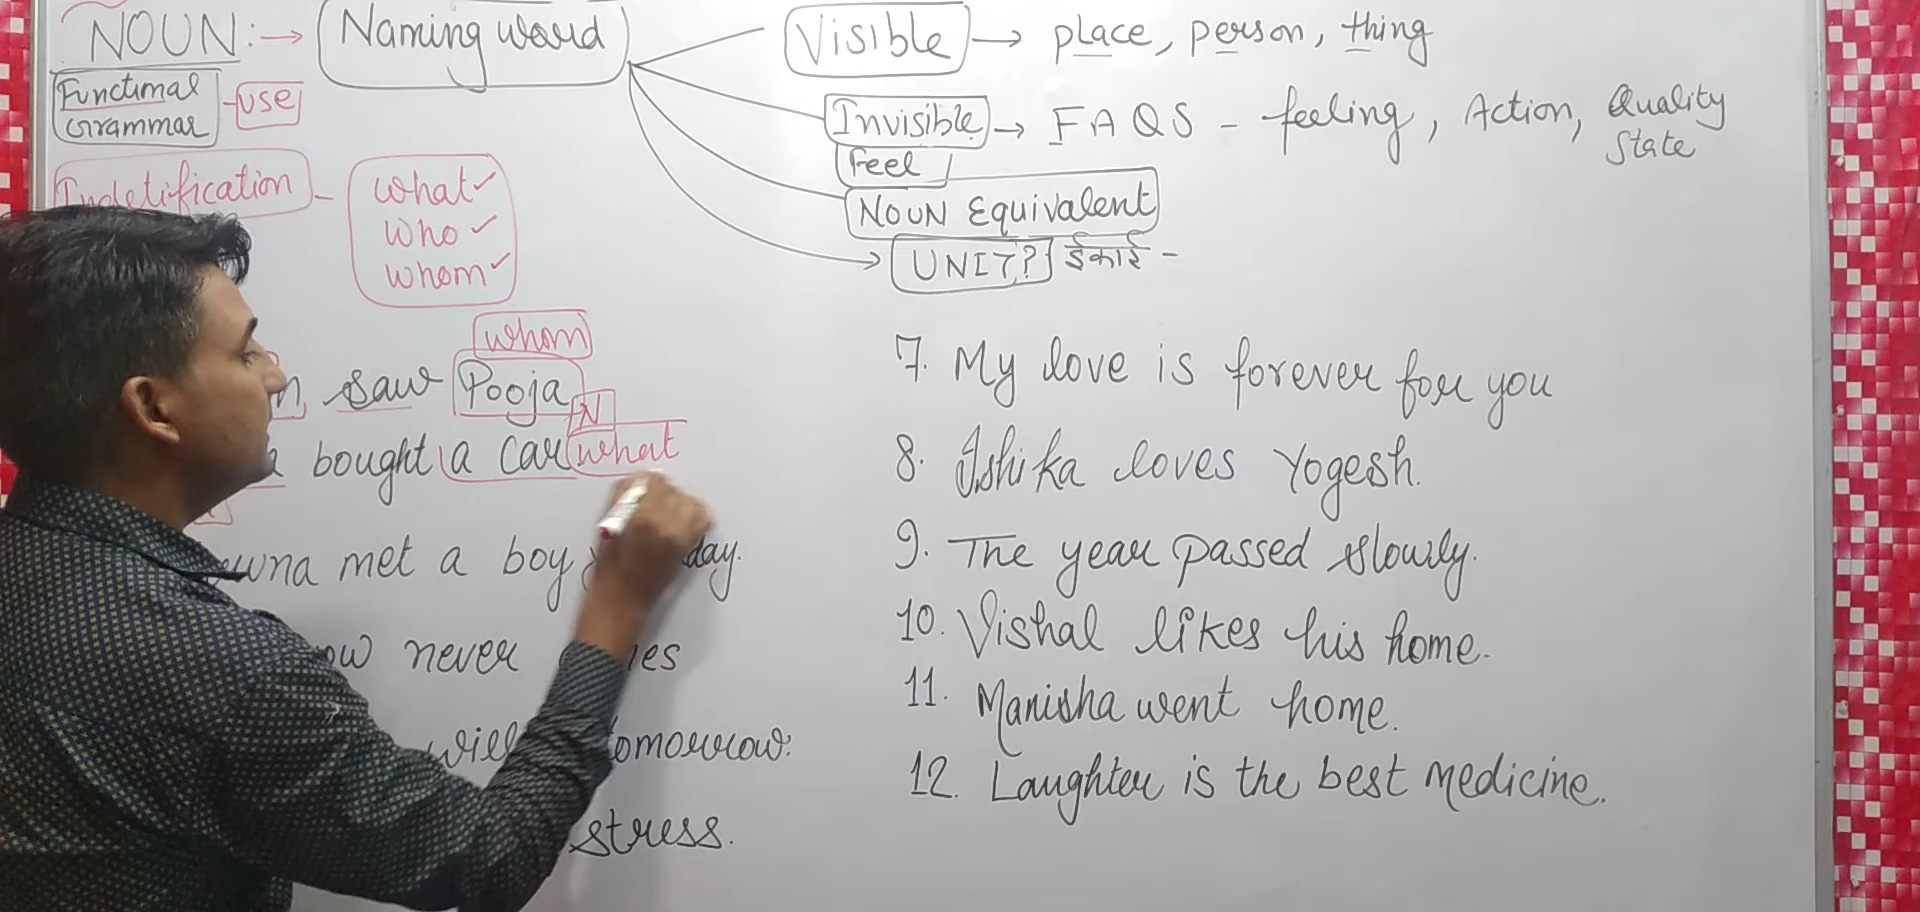 NOUN :→ Naming word
Functional Grammar - USE
Indetification - what ✓
who ✓
whom ✓
Visible → place, person, thing
Invisible → F A Q S - feeling, Action, Quality
State
Feel
NOUN Equivalent
UNIT? ईकाई -
whom
saw Pooja
N
bought a car what
met a boy
never
will tomorrow.
stress.
7. My love is forever for you
8. Ishika loves Yogesh.
9. The year passed slowly.
10. Vishal likes his home.
11. Manisha went home.
12. Laughter is the best medicine.